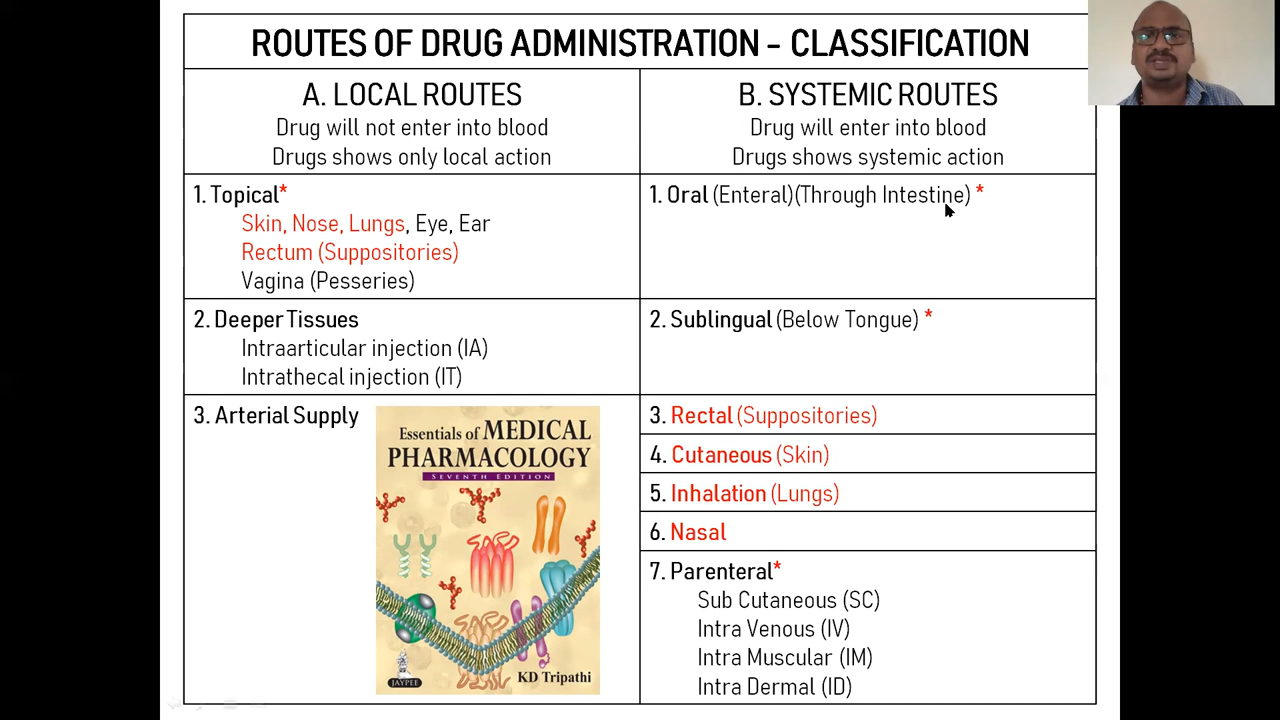 ROUTES OF DRUG ADMINISTRATION - CLASSIFICATION
A. LOCAL ROUTES
Drug will not enter into blood
Drugs shows only local action
B. SYSTEMIC ROUTES
Drug will enter into blood
Drugs shows systemic action
1. Topical*
Skin, Nose, Lungs, Eye, Ear
Rectum (Suppositories)
Vagina (Pesseries)
1. Oral (Enteral)(Through Intestine) *
2. Deeper Tissues
Intraarticular injection (IA)
Intrathecal injection (IT)
2. Sublingual (Below Tongue) *
3. Arterial Supply
Essentials of MEDICAL
PHARMACOLOGY
SEVENTH EDITION
JAYPEE
KD Tripathi
3. Rectal (Suppositories)
4. Cutaneous (Skin)
5. Inhalation (Lungs)
6. Nasal
7. Parenteral*
Sub Cutaneous (SC)
Intra Venous (IV)
Intra Muscular (IM)
Intra Dermal (ID)